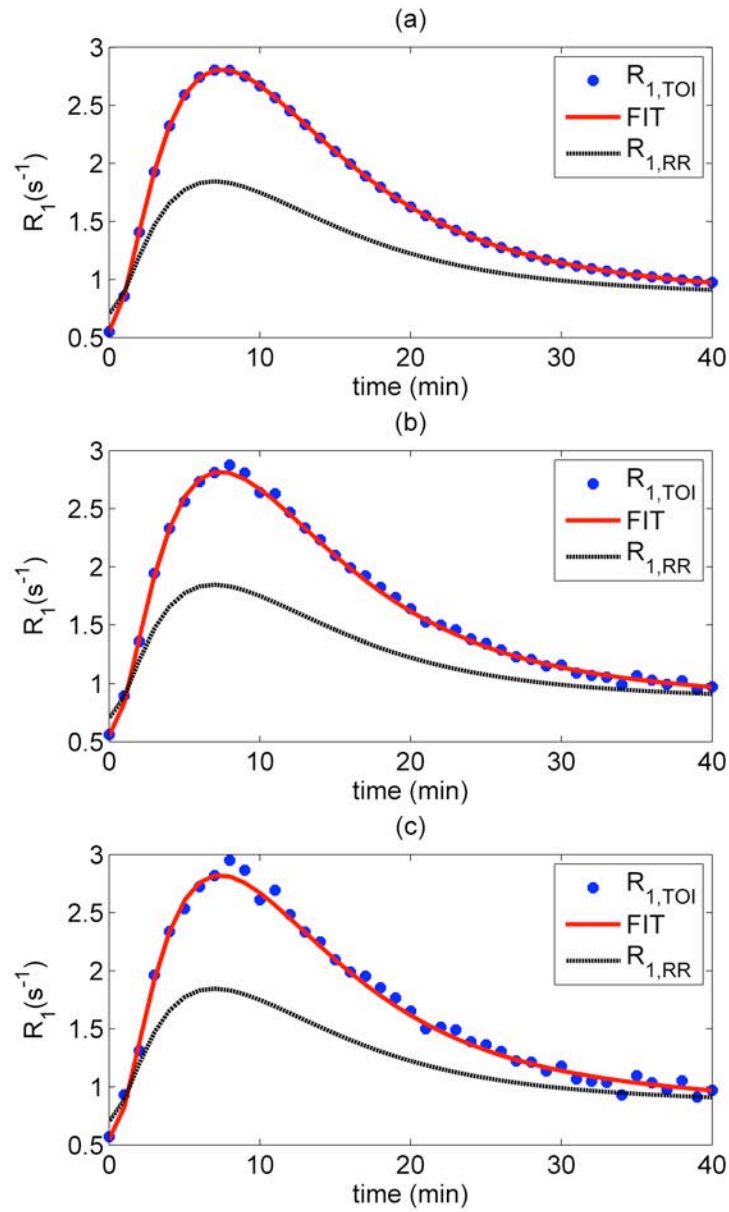 (a)
3
2.5
2
1.5
1
0.5
R1(s-1)
0 10 20 30 40
time (min)
R1,TOI
FIT
R1,RR
(b)
3
2.5
2
1.5
1
0.5
R1(s-1)
0 10 20 30 40
time (min)
R1,TOI
FIT
R1,RR
(c)
3
2.5
2
1.5
1
0.5
R1(s-1)
0 10 20 30 40
time (min)
R1,TOI
FIT
R1,RR